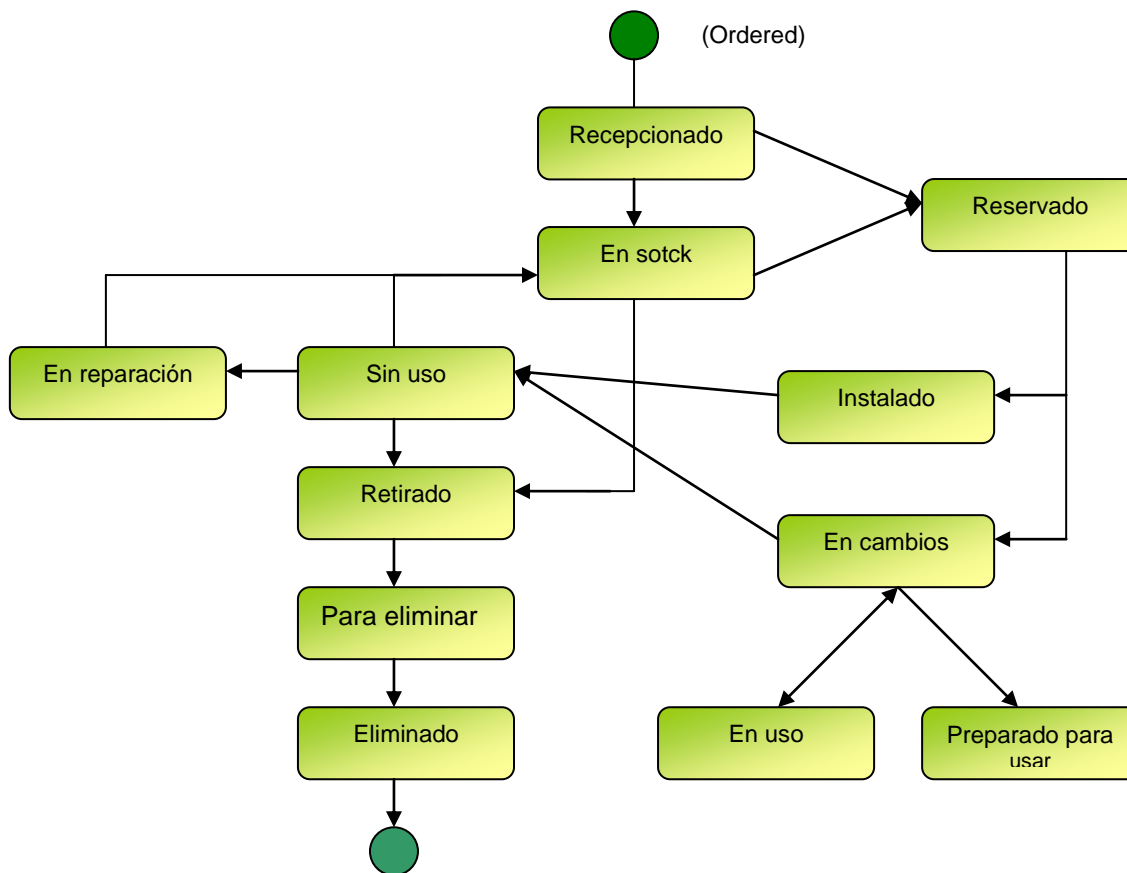 (Ordered)
Recepcionado
Reservado
En sotck
En reparación
Sin uso
Instalado
Retirado
En cambios
Para eliminar
Eliminado
En uso
Preparado para
usar